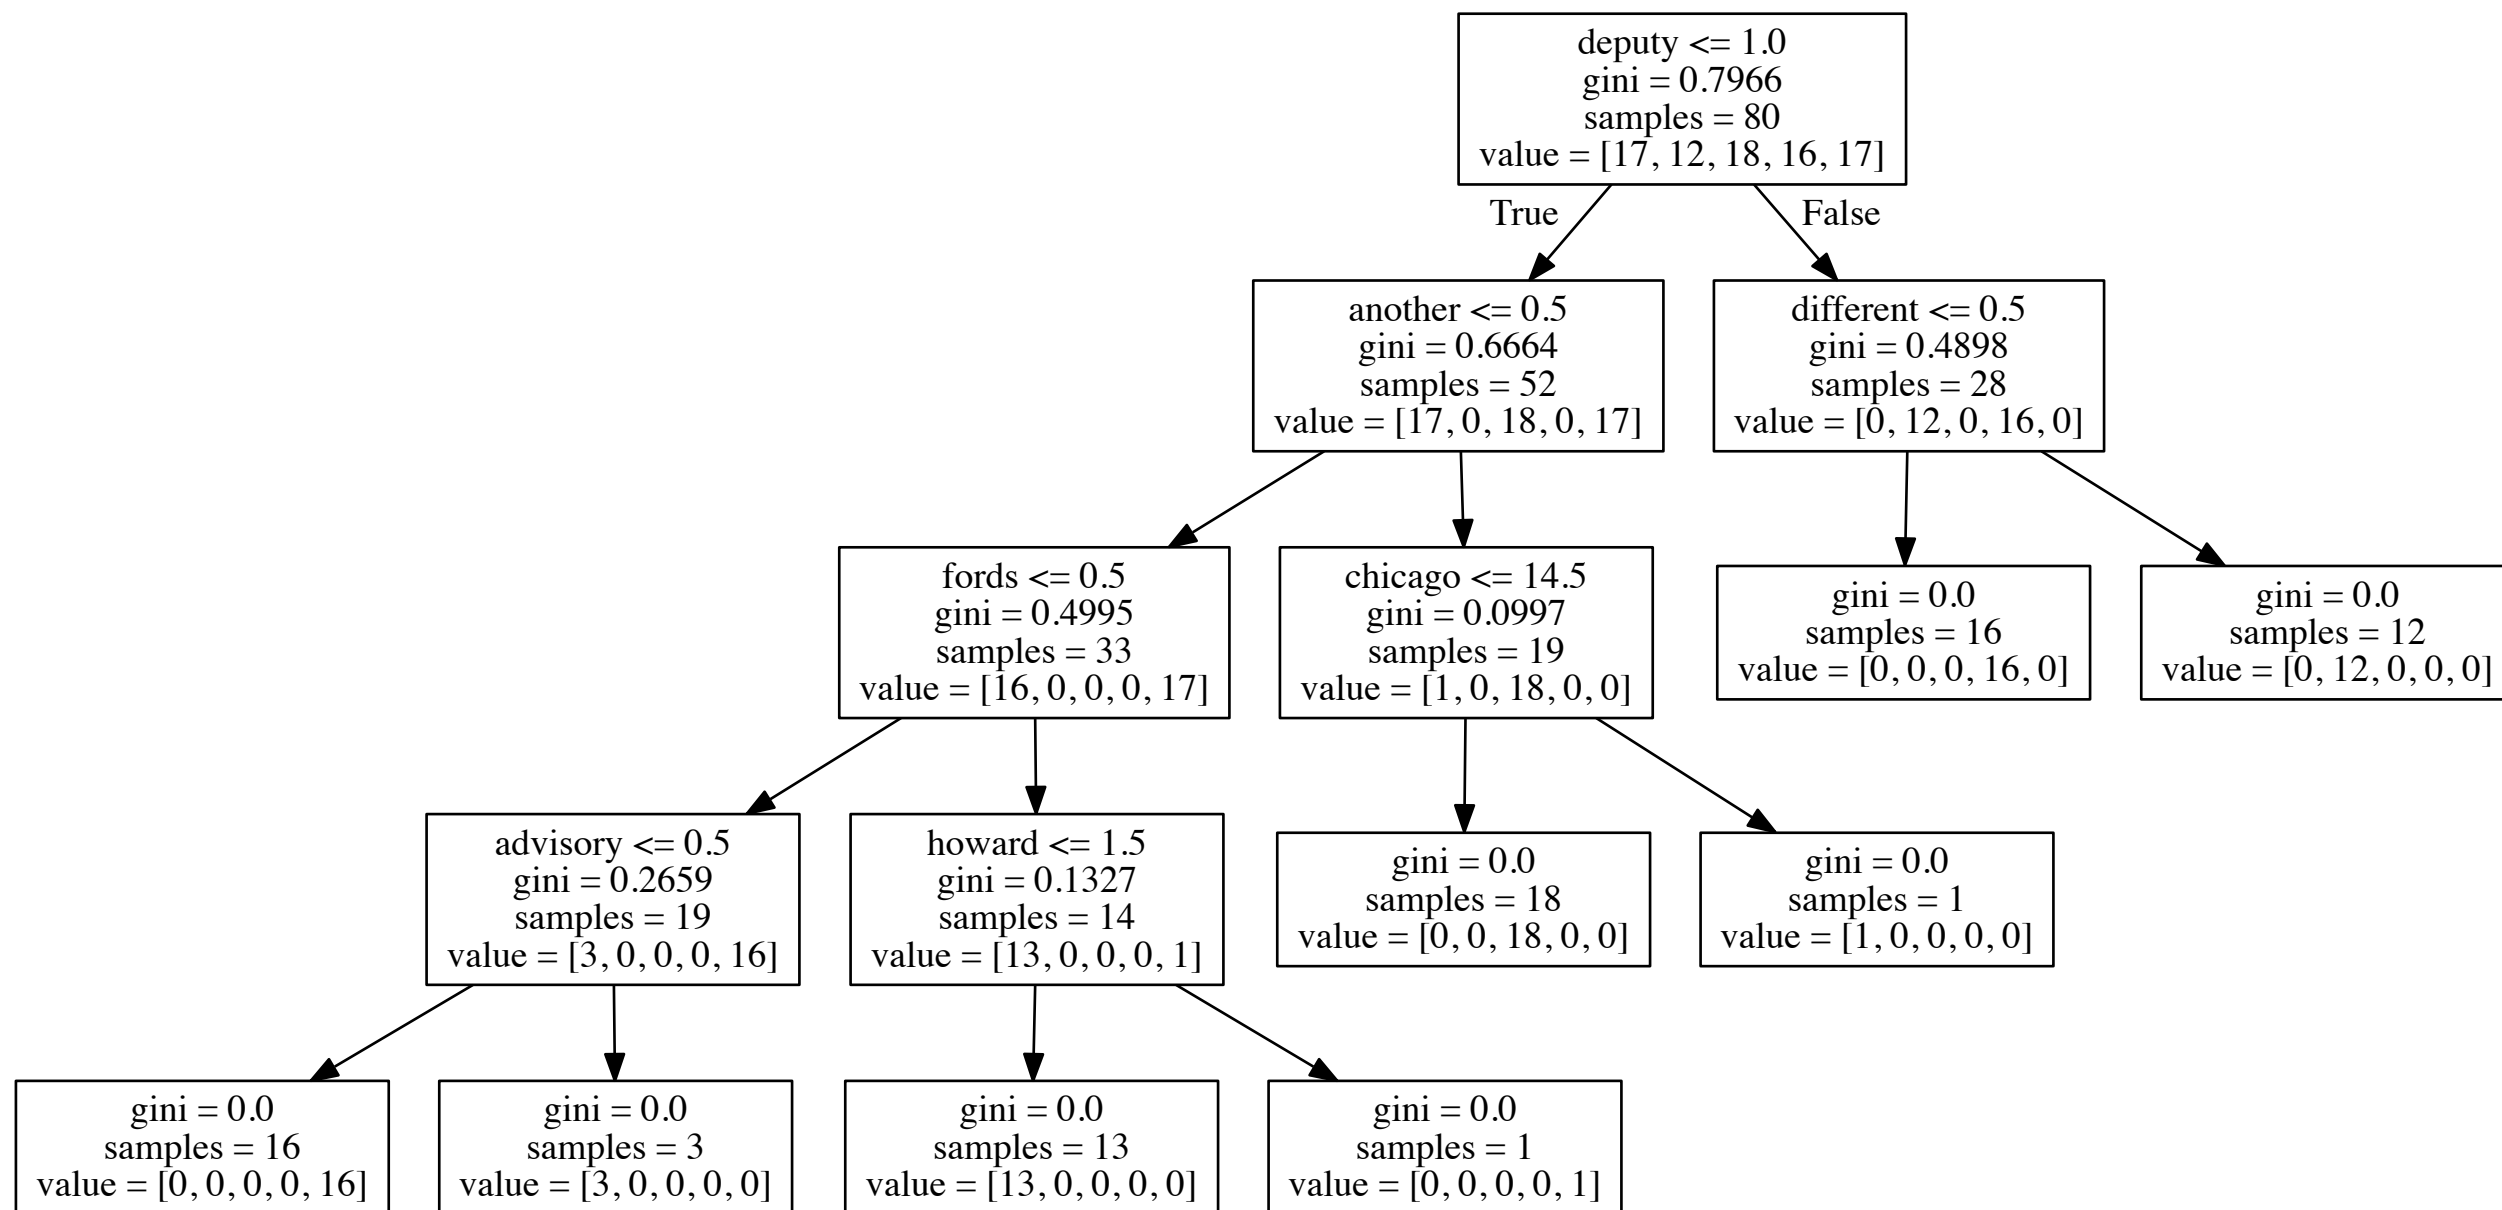 deputy <= 1.0
gini = 0.7966
samples = 80
value = [17, 12, 18, 16, 17]
True
False
another <= 0.5
gini = 0.6664
samples = 52
value = [17, 0, 18, 0, 17]
different <= 0.5
gini = 0.4898
samples = 28
value = [0, 12, 0, 16, 0]
fords <= 0.5
gini = 0.4995
samples = 33
value = [16, 0, 0, 0, 17]
chicago <= 14.5
gini = 0.0997
samples = 19
value = [1, 0, 18, 0, 0]
gini = 0.0
samples = 16
value = [0, 0, 0, 16, 0]
gini = 0.0
samples = 12
value = [0, 12, 0, 0, 0]
advisory <= 0.5
gini = 0.2659
samples = 19
value = [3, 0, 0, 0, 16]
howard <= 1.5
gini = 0.1327
samples = 14
value = [13, 0, 0, 0, 1]
gini = 0.0
samples = 18
value = [0, 0, 18, 0, 0]
gini = 0.0
samples = 1
value = [1, 0, 0, 0, 0]
gini = 0.0
samples = 16
value = [0, 0, 0, 0, 16]
gini = 0.0
samples = 3
value = [3, 0, 0, 0, 0]
gini = 0.0
samples = 13
value = [13, 0, 0, 0, 0]
gini = 0.0
samples = 1
value = [0, 0, 0, 0, 1]